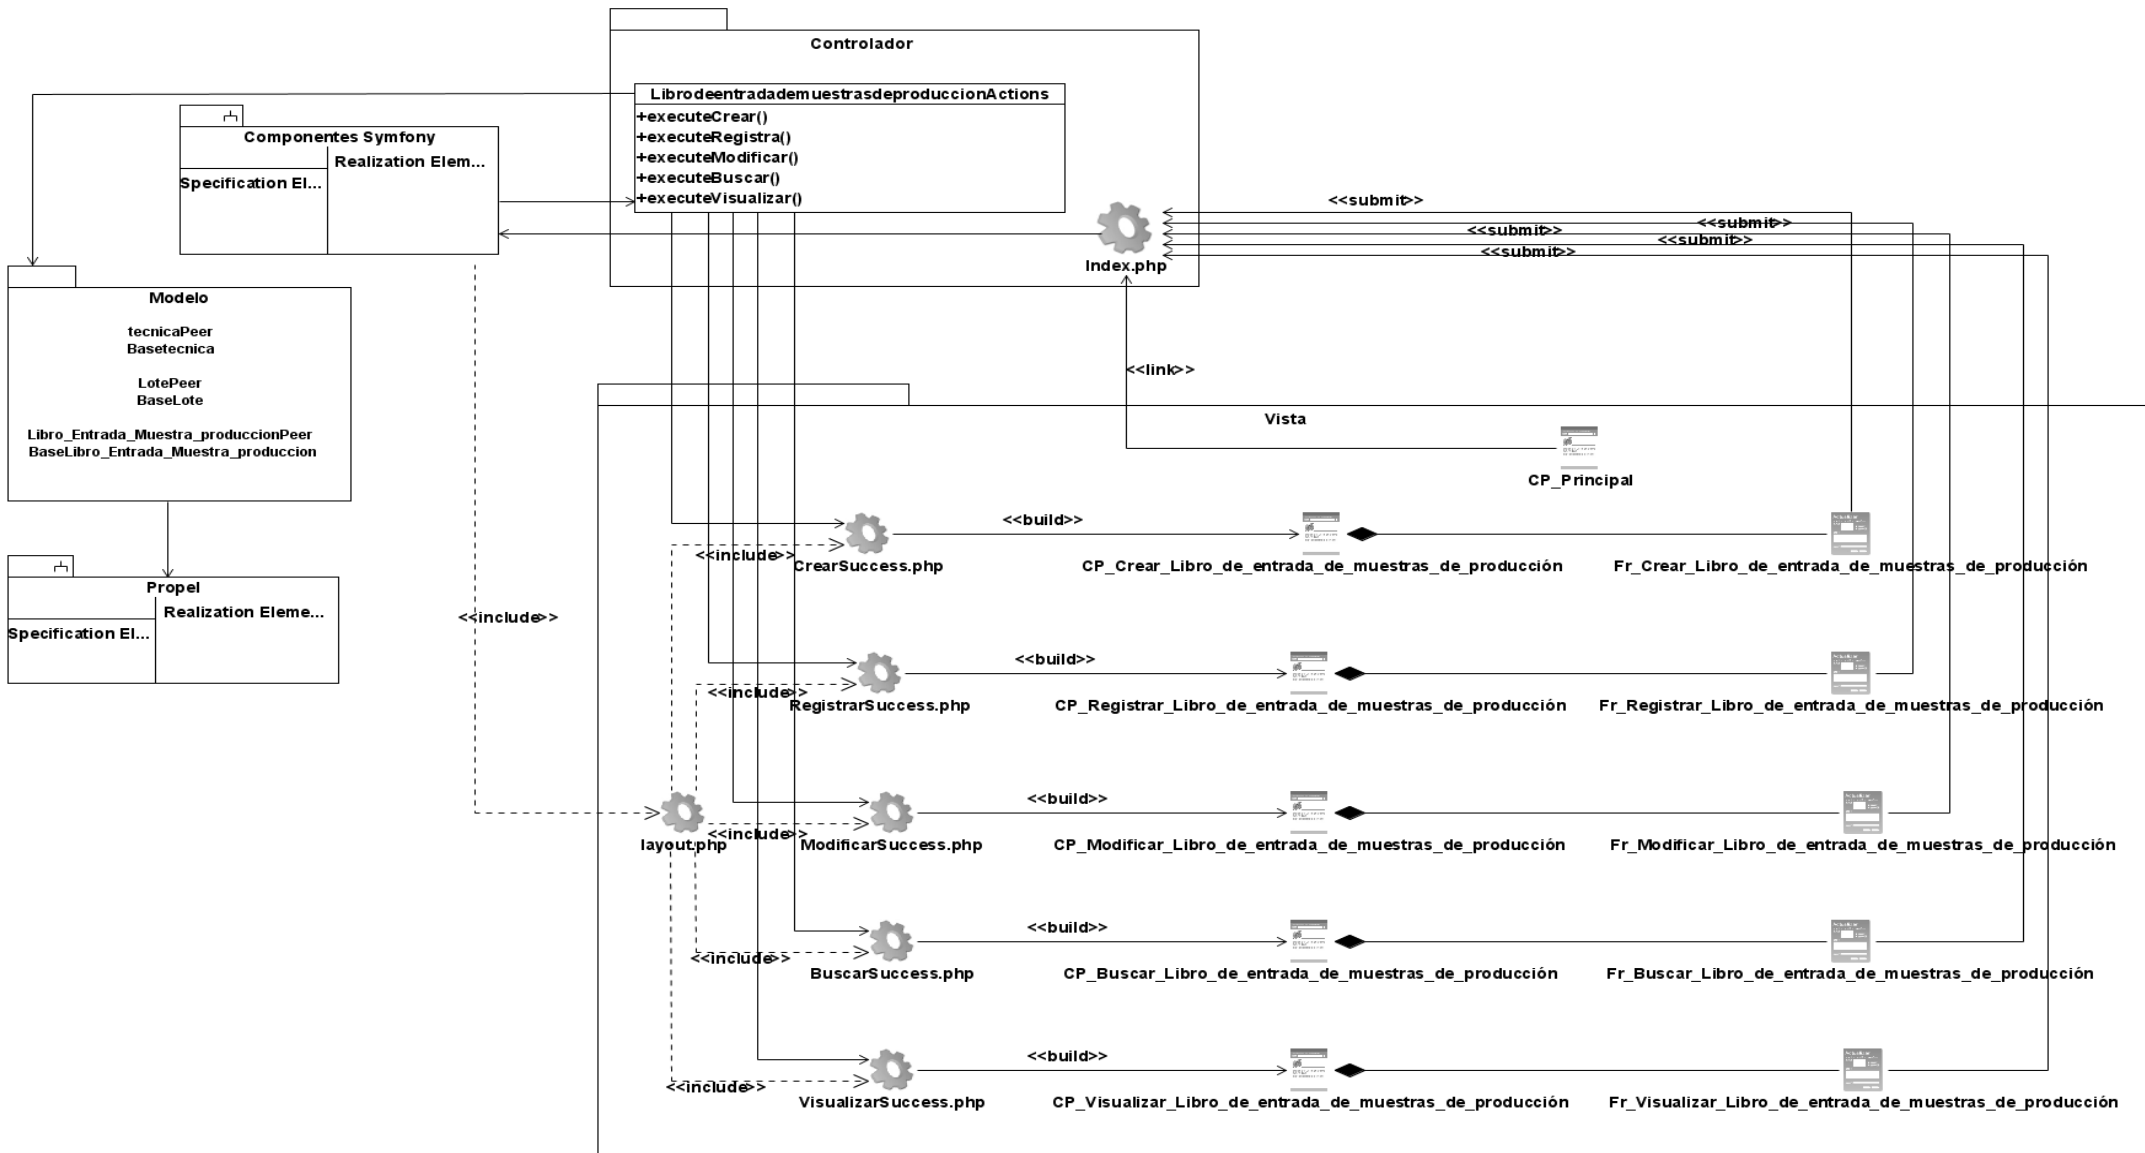 Controlador
LibrodeentradademuestrasdeproduccionActions
+executeCrear()
+executeRegistra()
+executeModificar()
+executeBuscar()
+executeVisualizar()
Index.php
Componentes Symfony
Realization Elem...
Specification El...
<<submit>>
<<submit>>
<<submit>>
<<submit>>
<<submit>>
Modelo
tecnicaPeer
Basetecnica
LotePeer
BaseLote
Libro_Entrada_Muestra_produccionPeer
BaseLibro_Entrada_Muestra_produccion
Propel
Realization Eleme...
Specification El...
<<include>>
<<link>>
Vista
CP_Principal
<<build>>
<<include>>
CrearSuccess.php
CP_Crear_Libro_de_entrada_de_muestras_de_producción
Fr_Crear_Libro_de_entrada_de_muestras_de_producción
<<build>>
<<include>>
RegistrarSuccess.php
CP_Registrar_Libro_de_entrada_de_muestras_de_producción
Fr_Registrar_Libro_de_entrada_de_muestras_de_producción
<<build>>
<<include>>
layout.php
ModificarSuccess.php
CP_Modificar_Libro_de_entrada_de_muestras_de_producción
Fr_Modificar_Libro_de_entrada_de_muestras_de_producción
<<build>>
<<include>>
BuscarSuccess.php
CP_Buscar_Libro_de_entrada_de_muestras_de_producción
Fr_Buscar_Libro_de_entrada_de_muestras_de_producción
<<build>>
<<include>>
VisualizarSuccess.php
CP_Visualizar_Libro_de_entrada_de_muestras_de_producción
Fr_Visualizar_Libro_de_entrada_de_muestras_de_producción